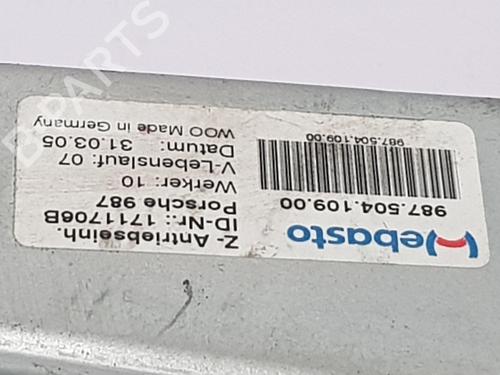 Webasto
987.504.109.00
987.504.109.00
Z- Antriebseinh.
ID-Nr.: 1711708B
Porsche 987
Werker: 10
V-Lebenslauf: 07
Datum: 31.03.05
WOO Made in Germany
B-PARTS